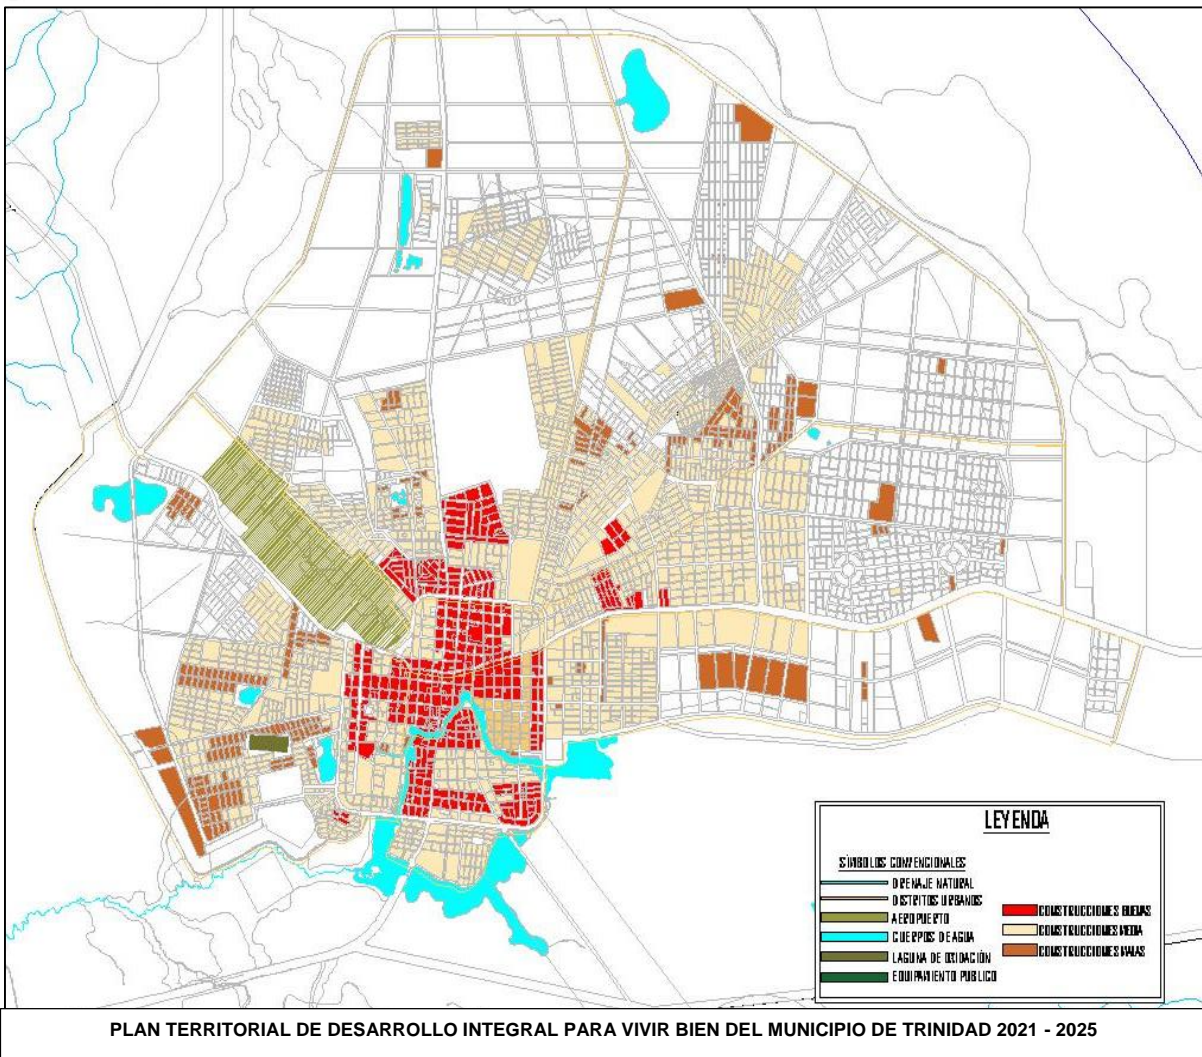 LEYENDA
SÍMBOLOS CONVENCIONALES
DRENAJE NATURAL
DISTRITOS URBANOS
AEROPUERTO
CUERPOS DE AGUA
LAGUNA DE OXIDACIÓN
EQUIPAMIENTO PUBLICO
CONSTRUCCIONES BUENAS
CONSTRUCCIONES MEDIA
CONSTRUCCIONES MALAS
PLAN TERRITORIAL DE DESARROLLO INTEGRAL PARA VIVIR BIEN DEL MUNICIPIO DE TRINIDAD 2021 - 2025